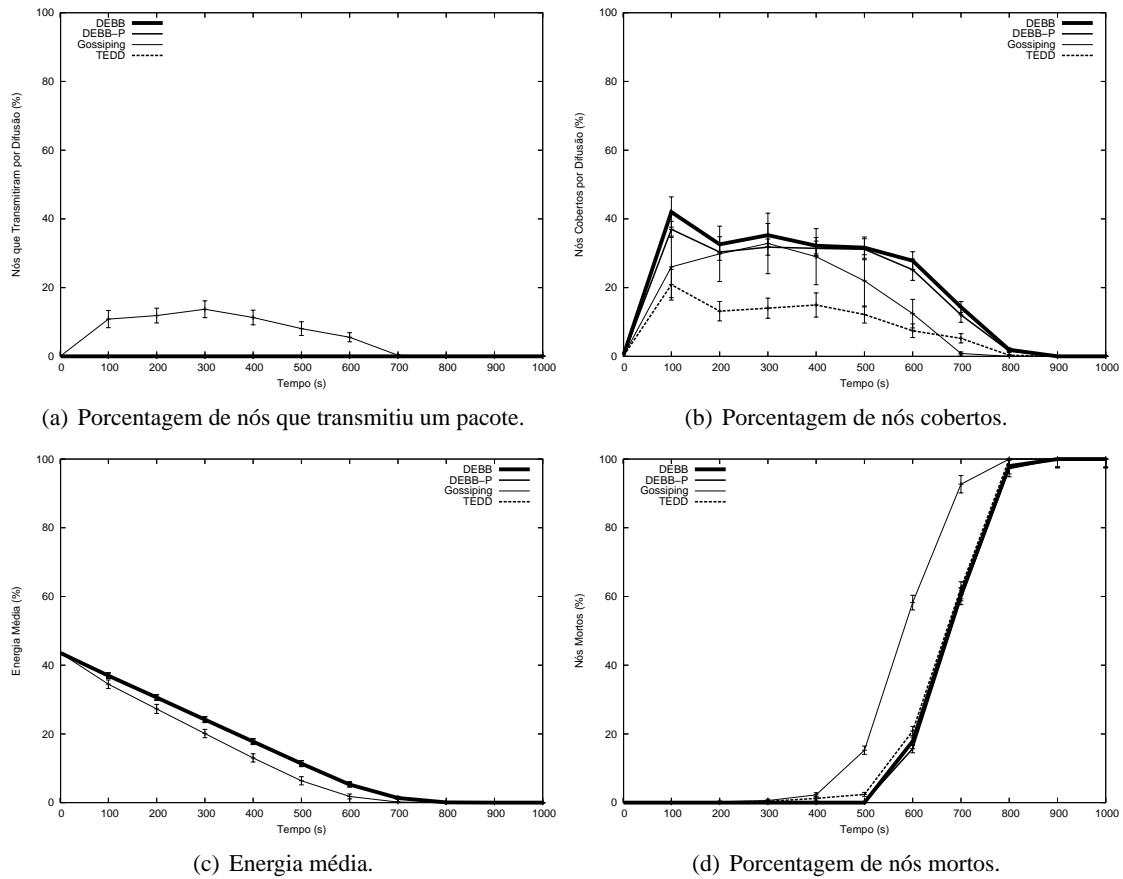 DEBB
DEBB-P
Gossiping
TEDD
Nós que Transmitiram por Difusão (%)
100
80
60
40
20
0
0 100 200 300 400 500 600 700 800 900 1000
Tempo (s)
(a) Porcentagem de nós que transmitiu um pacote.
DEBB
DEBB-P
Gossiping
TEDD
Nós Cobertos por Difusão (%)
100
80
60
40
20
0
0 100 200 300 400 500 600 700 800 900 1000
Tempo (s)
(b) Porcentagem de nós cobertos.
DEBB
DEBB-P
Gossiping
TEDD
Energia Média (%)
100
80
60
40
20
0
0 100 200 300 400 500 600 700 800 900 1000
Tempo (s)
(c) Energia média.
DEBB
DEBB-P
Gossiping
TEDD
Nós Mortos (%)
100
80
60
40
20
0
0 100 200 300 400 500 600 700 800 900 1000
Tempo (s)
(d) Porcentagem de nós mortos.